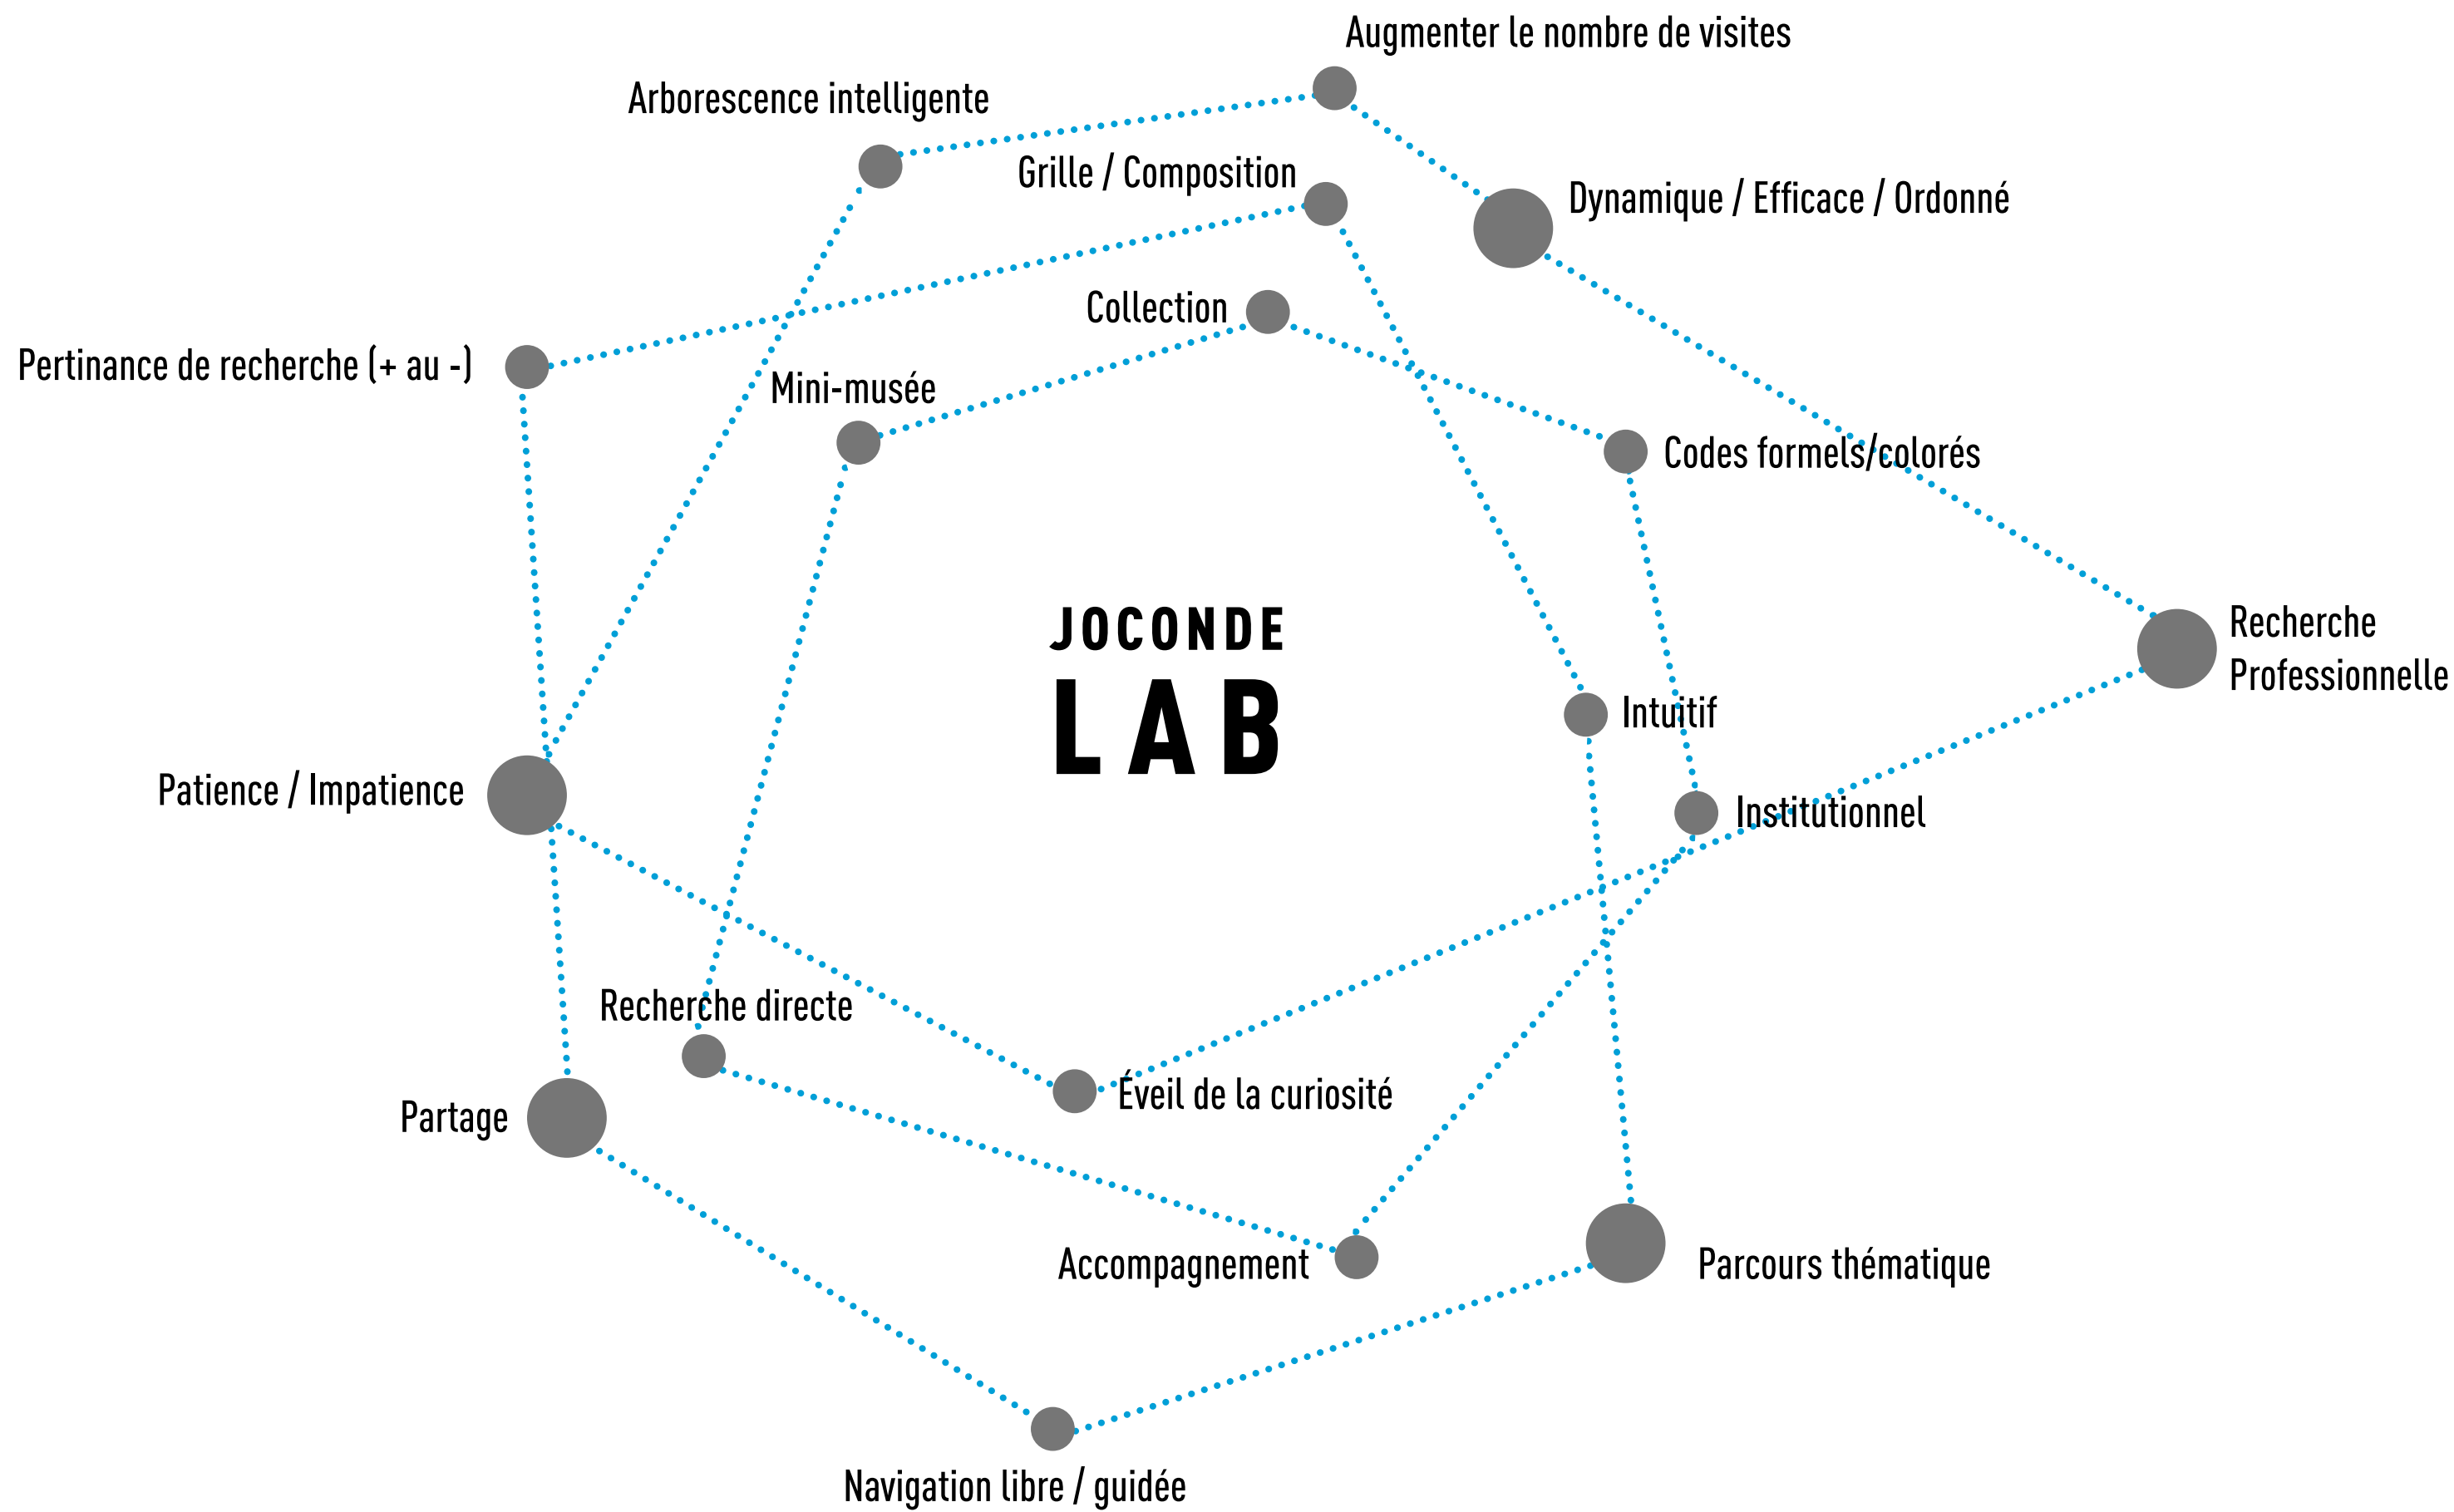 Augmenter le nombre de visites
Arborescence intelligente
Grille / Composition
Dynamique / Efficace / Ordonné
Collection
Pertinance de recherche (+ au -)
Mini-musée
Codes formels/colorés
JOCONDE
LAB
Recherche
Professionnelle
Intuitif
Patience / Impatience
Institutionnel
Recherche directe
Éveil de la curiosité
Partage
Accompagnement
Parcours thématique
Navigation libre / guidée